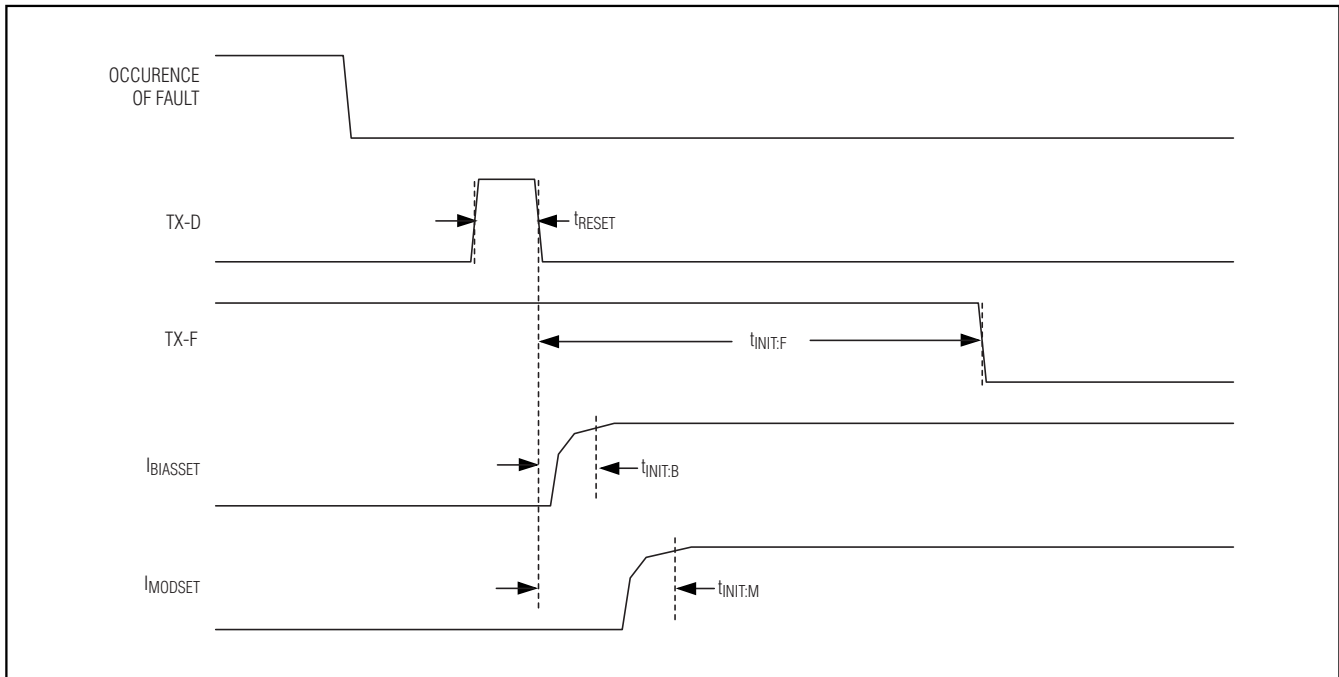 OCCURENCE
OF FAULT
TX-D
tRESET
TX-F
tINIT:F
IBIASSET
tINIT:B
IMODSET
tINIT:M